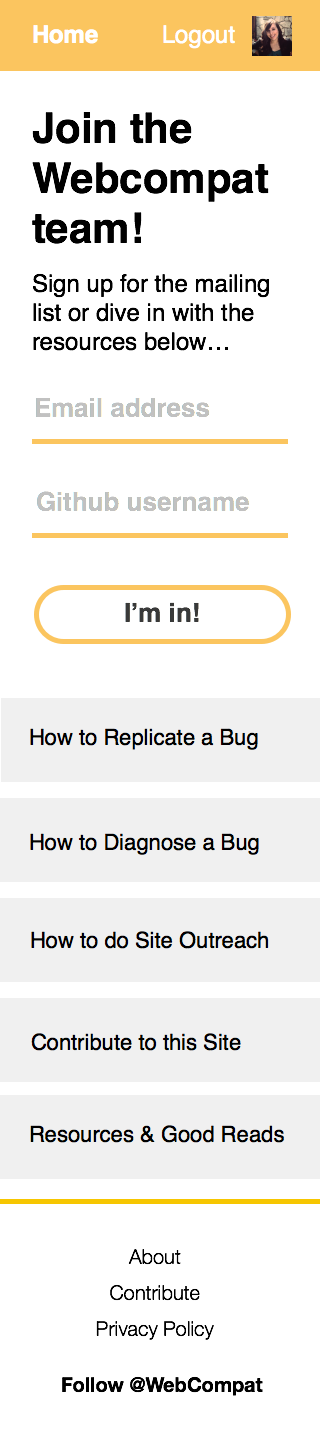 Home Logout
Join the
Webcompat
team!
Sign up for the mailing
list or dive in with the
resources below…
Email address
Github username
I’m in!
How to Replicate a Bug
How to Diagnose a Bug
How to do Site Outreach
Contribute to this Site
Resources & Good Reads
About
Contribute
Privacy Policy
Follow @WebCompat